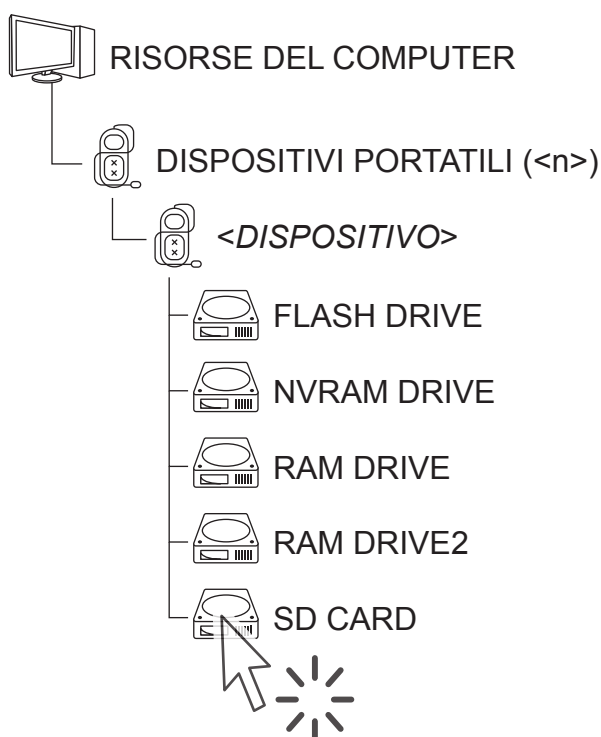 RISORSE DEL COMPUTER
DISPOSITIVI PORTATILI (<n>)
<DISPOSITIVO>
FLASH DRIVE
NVRAM DRIVE
RAM DRIVE
RAM DRIVE2
SD CARD